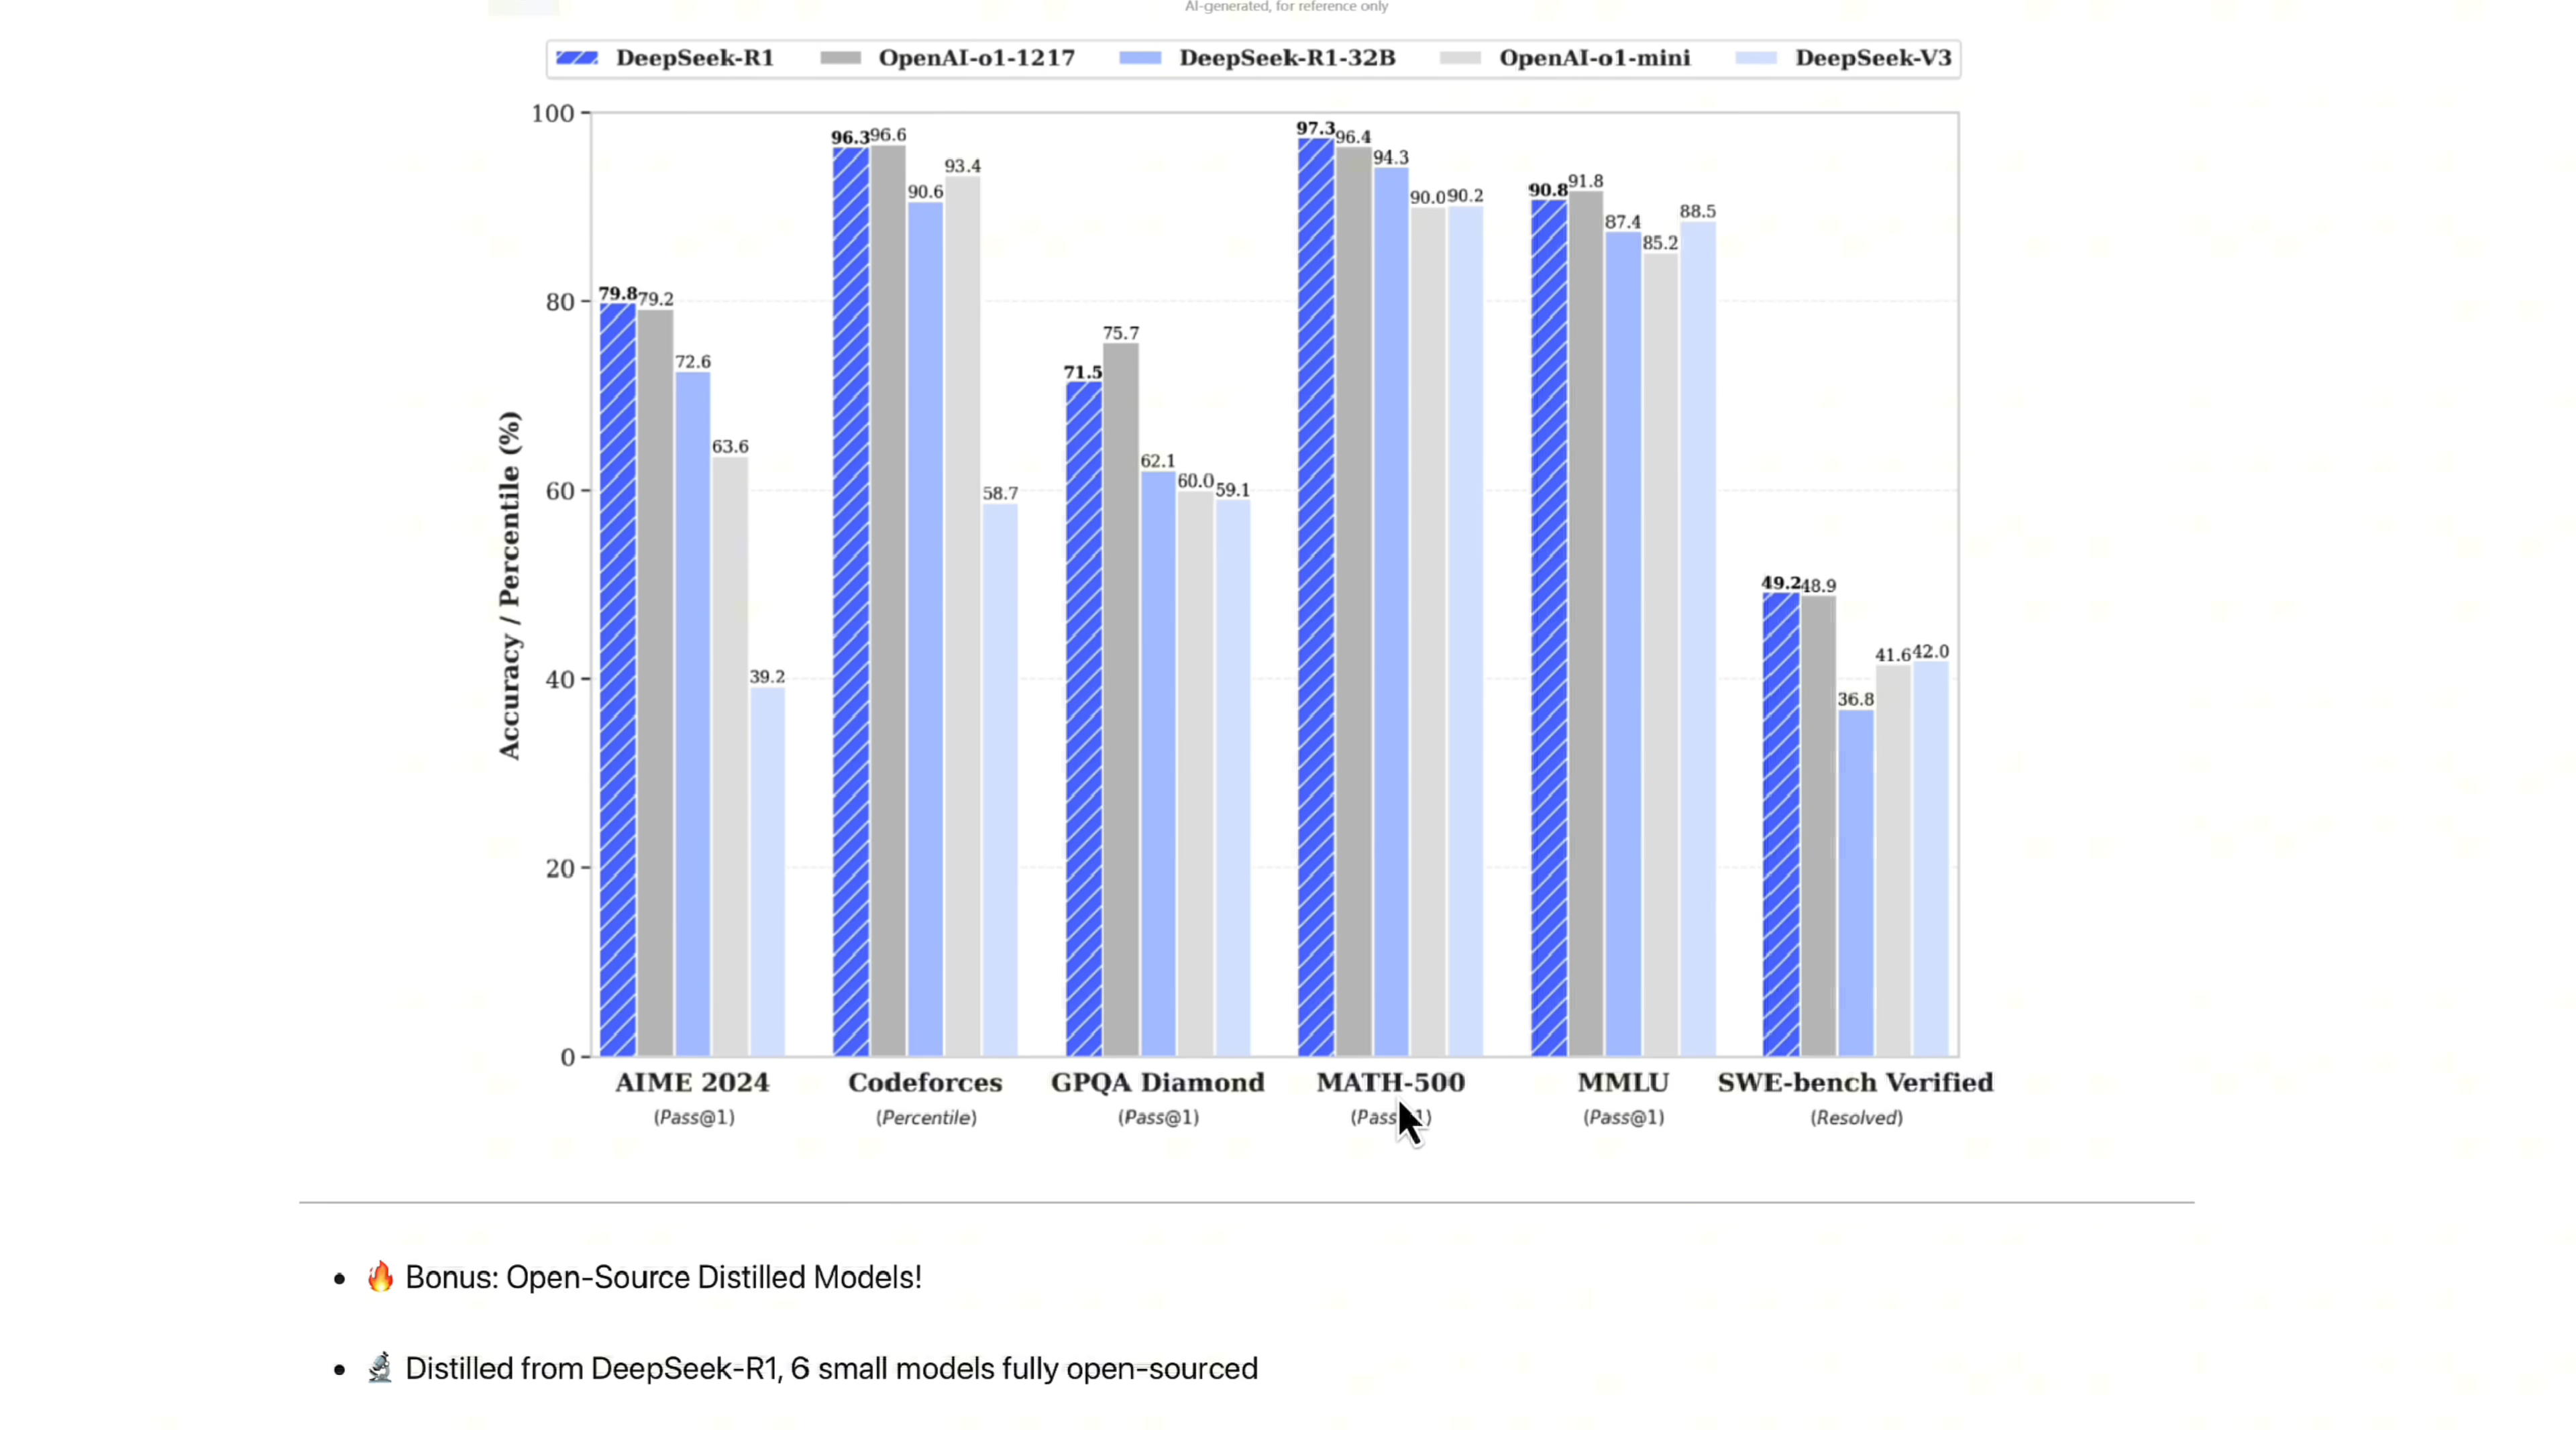 AI-generated, for reference only
DeepSeek-R1 OpenAI-o1-1217 DeepSeek-R1-32B OpenAI-o1-mini DeepSeek-V3
Accuracy / Percentile (%)
100
80
60
40
20
0
79.8 79.2 72.6 63.6 39.2
96.3 96.6 90.6 93.4 58.7
71.5 75.7 62.1 60.0 59.1
97.3 96.4 94.3 90.0 90.2
90.8 91.8 87.4 85.2 88.5
49.2 48.9 36.8 41.6 42.0
AIME 2024 Codeforces GPQA Diamond MATH-500 MMLU SWE-bench Verified
(Pass@1) (Percentile) (Pass@1) (Pass 1) (Pass@1) (Resolved)
• 🔥 Bonus: Open-Source Distilled Models!
• 🔬 Distilled from DeepSeek-R1, 6 small models fully open-sourced